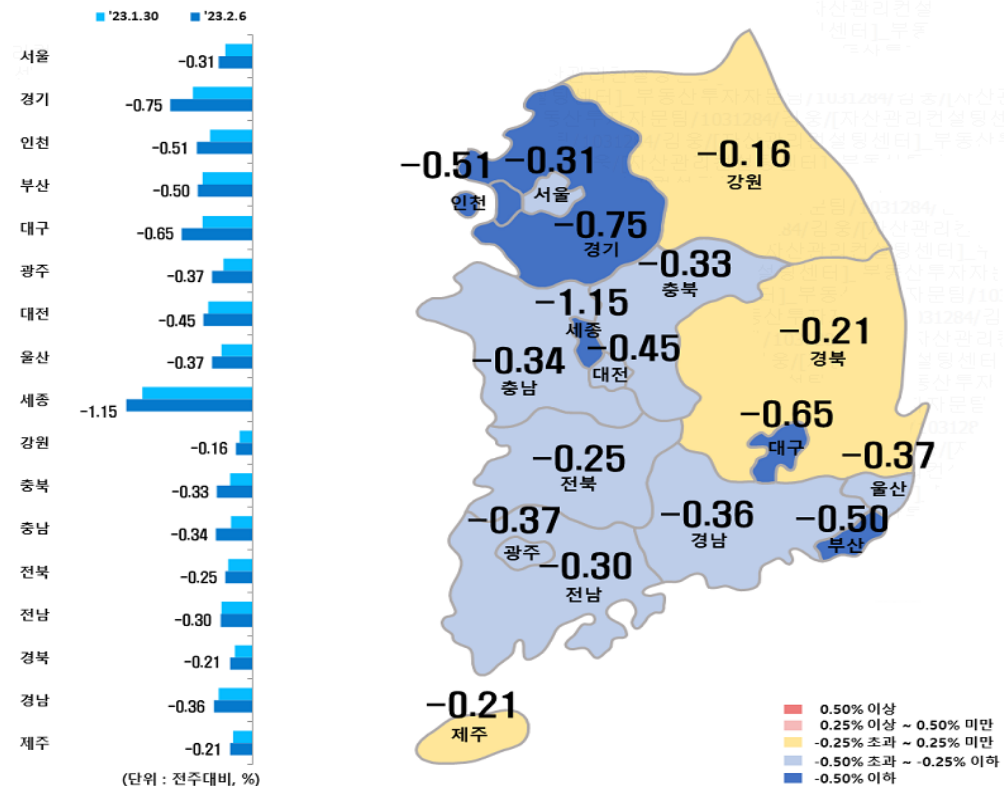 '23.1.30 '23.2.6
서울 -0.31
경기 -0.75
인천 -0.51
부산 -0.50
대구 -0.65
광주 -0.37
대전 -0.45
울산 -0.37
세종 -1.15
강원 -0.16
충북 -0.33
충남 -0.34
전북 -0.25
전남 -0.30
경북 -0.21
경남 -0.36
제주 -0.21
(단위 : 전주대비, %)
-0.51
인천
-0.31
서울
-0.16
강원
-0.75
경기
-0.33
충북
-1.15
세종
-0.45
대전
-0.34
충남
-0.21
경북
-0.65
대구
-0.37
울산
-0.25
전북
-0.36
경남
-0.50
부산
-0.37
광주
-0.30
전남
-0.21
제주
0.50% 이상
0.25% 이상 ~ 0.50% 미만
-0.25% 초과 ~ 0.25% 미만
-0.50% 초과 ~ -0.25% 이하
-0.50% 이하